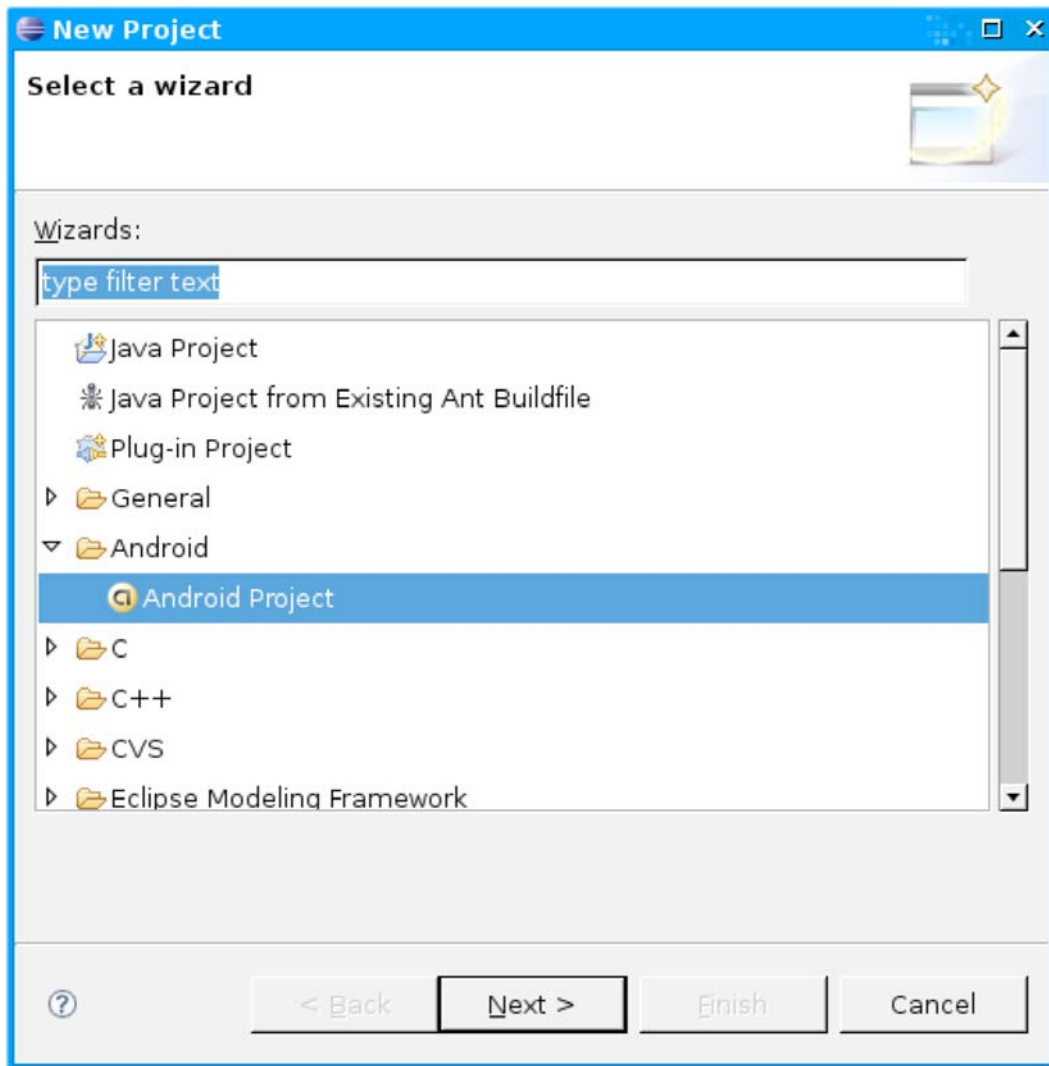 New Project
Select a wizard
Wizards:
type filter text
Java Project
Java Project from Existing Ant Buildfile
Plug-in Project
General
Android
Android Project
C
C++
CVS
Eclipse Modeling Framework
< Back Next > Finish Cancel